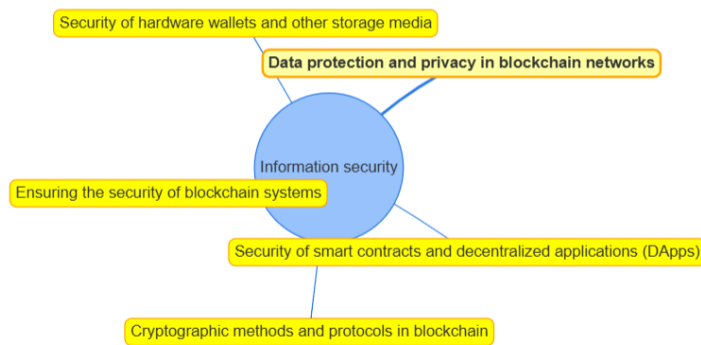 Security of hardware wallets and other storage media
Data protection and privacy in blockchain networks
Information security
Ensuring the security of blockchain systems
Security of smart contracts and decentralized applications (DApps)
Cryptographic methods and protocols in blockchain